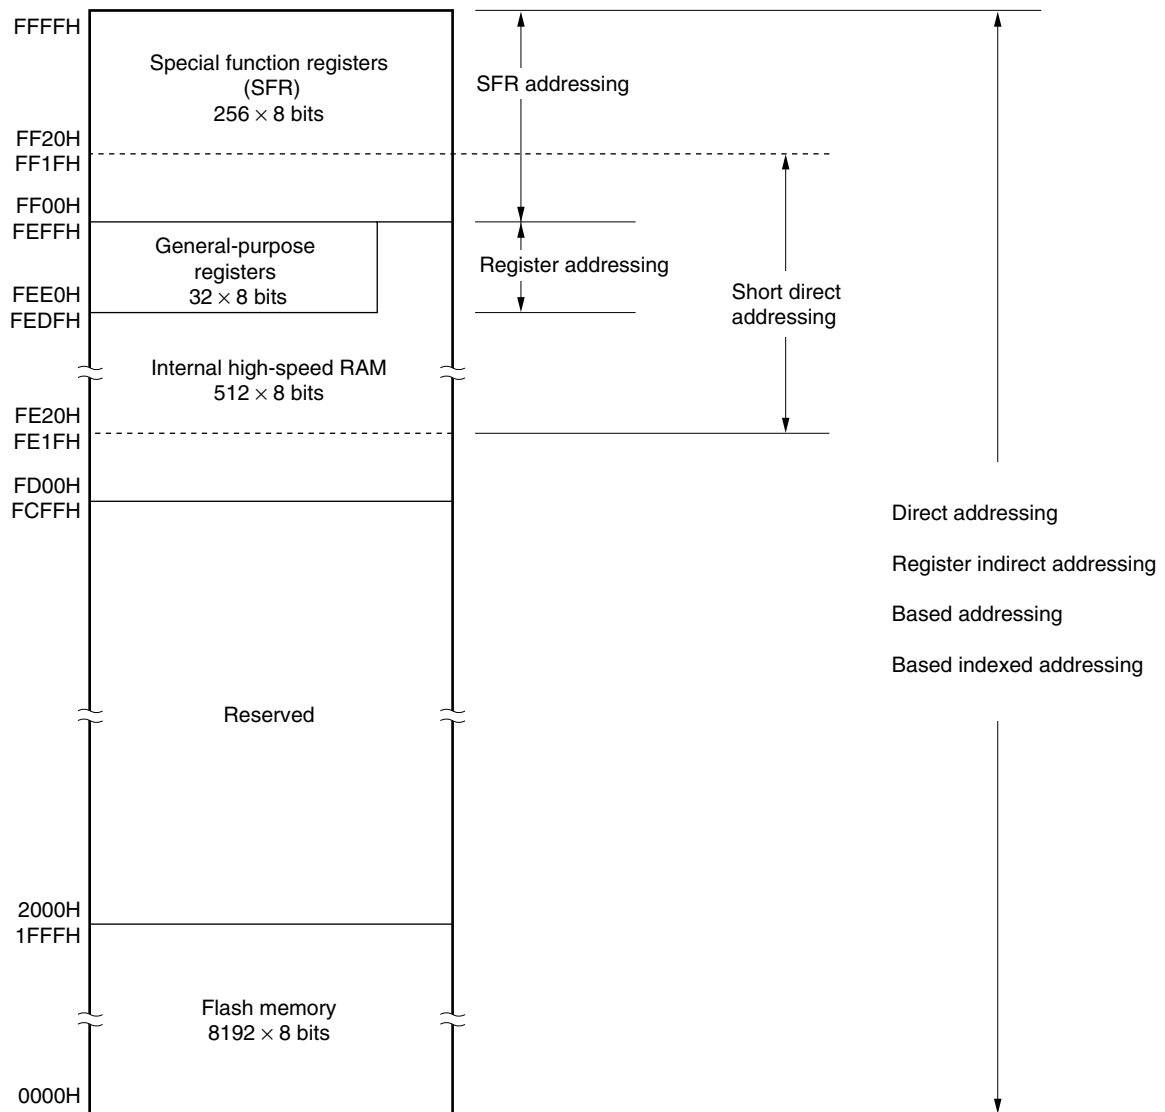 FFFFH
Special function registers
(SFR)
256 × 8 bits
SFR addressing
FF20H
FF1FH
FF00H
FEFFH
General-purpose
registers
32 × 8 bits
Register addressing
FEE0H
FEDFH
Short direct
addressing
Internal high-speed RAM
512 × 8 bits
FE20H
FE1FH
FD00H
FCFFH
Direct addressing
Register indirect addressing
Based addressing
Based indexed addressing
Reserved
2000H
1FFFH
Flash memory
8192 × 8 bits
0000H